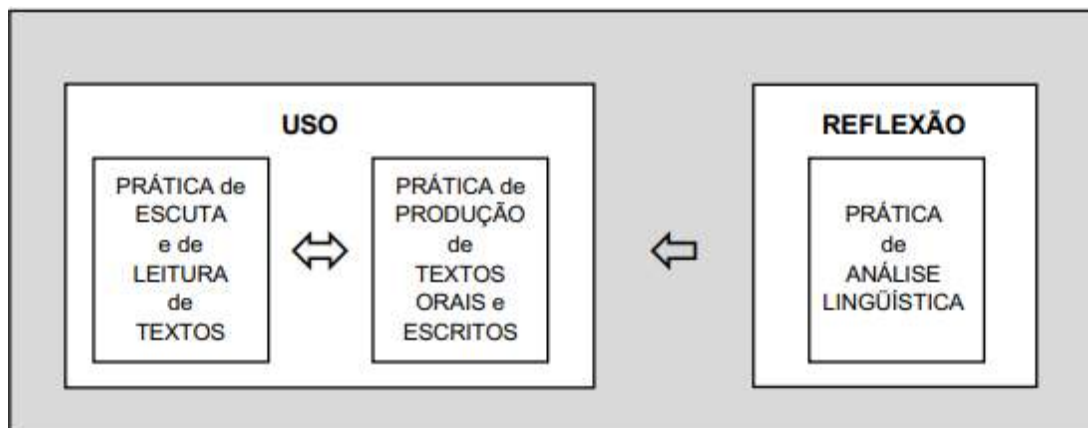 USO
PRÁTICA de
ESCUTA
e de
LEITURA
de
TEXTOS
PRÁTICA de
PRODUÇÃO
de
TEXTOS
ORAIS e
ESCRITOS
REFLEXÃO
PRÁTICA
de
ANÁLISE
LINGÜÍSTICA